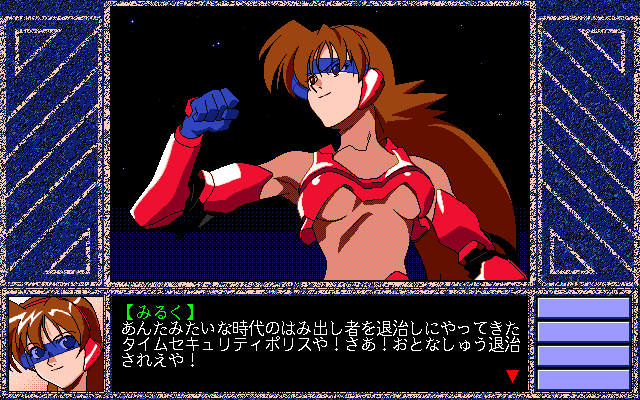 【みるく】
あんたみたいな時代のはみ出し者を退治しにやってきた
タイムセキュリティポリスや！さあ！おとなしゅう退治
されえや！